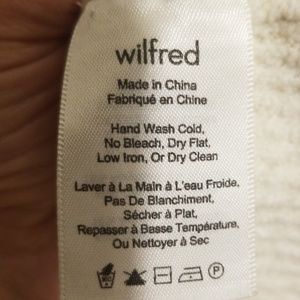 wilfred
Made in China
Fabriqué en Chine
Hand Wash Cold,
No Bleach, Dry Flat,
Low Iron, Or Dry Clean
Laver à La Main à L'eau Froide,
Pas De Blanchiment,
Sécher à Plat,
Repasser à Basse Température,
Ou Nettoyer à Sec
P